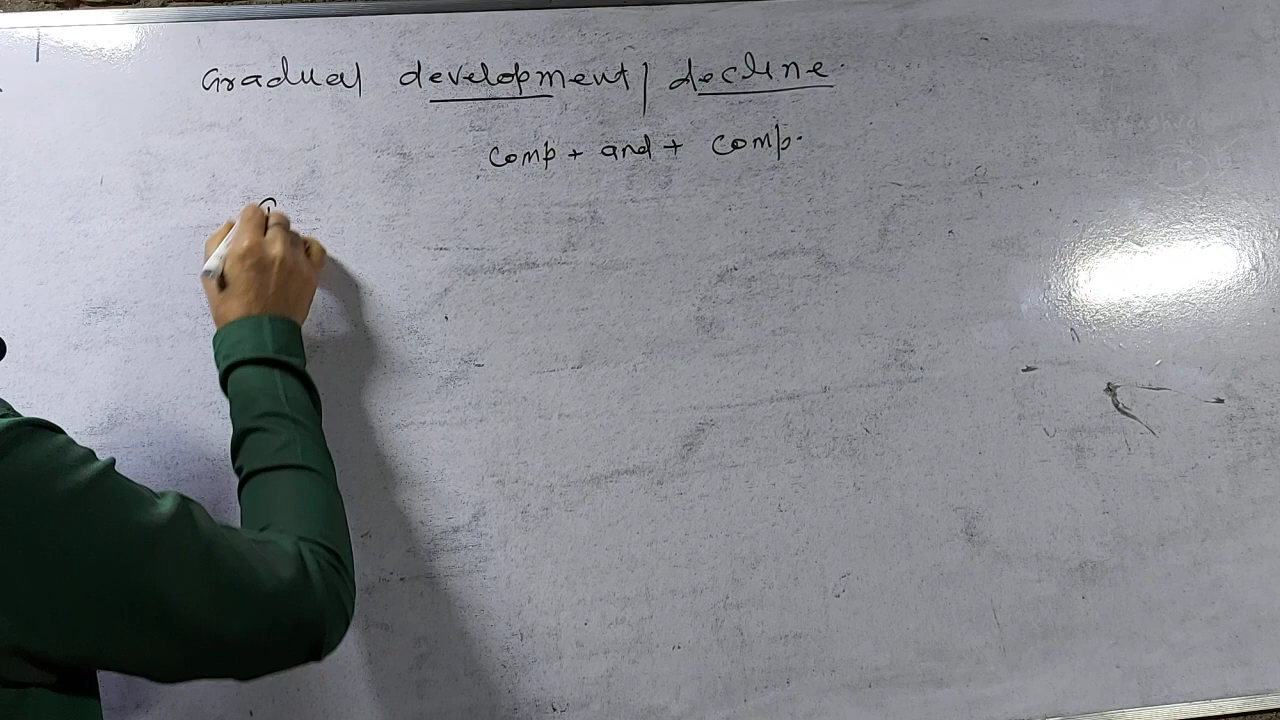 Gradual development / decline.
Comp + and + Comp.